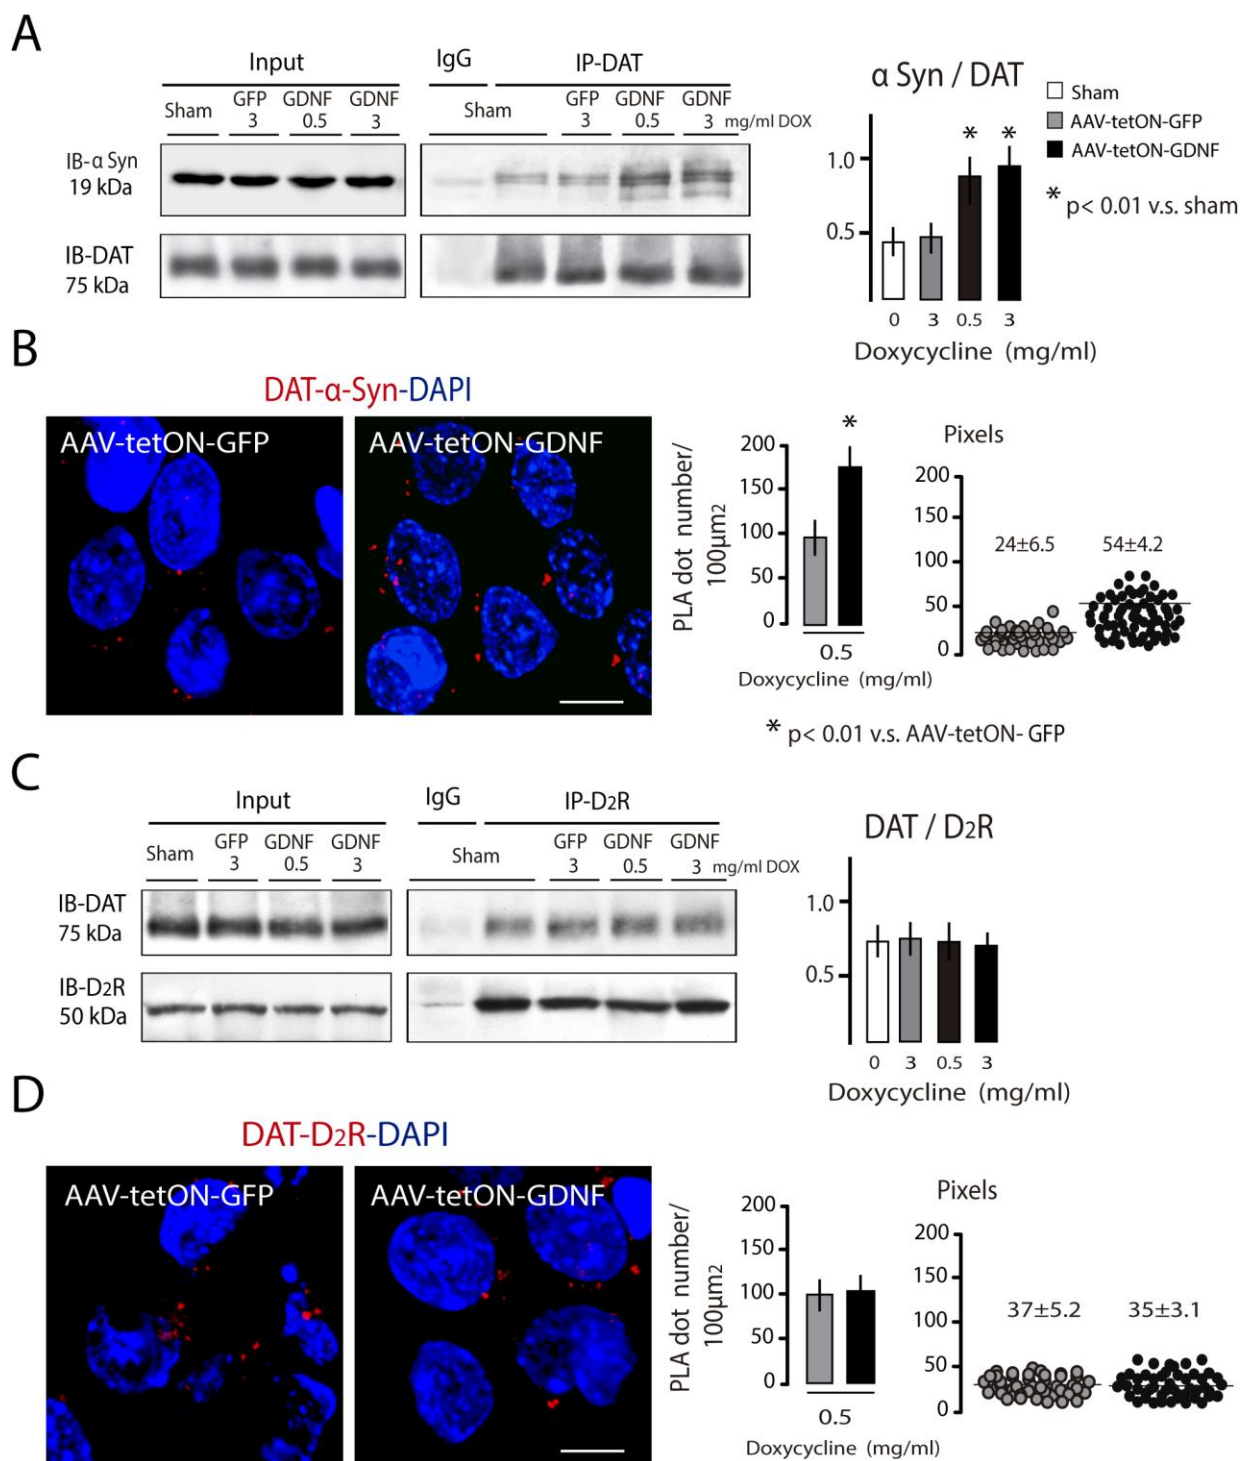 A
Input
IgG
IP-DAT
Sham
GFP
3
GDNF
0.5
GDNF
3
Sham
GFP
3
GDNF
0.5
GDNF
3
mg/ml DOX
IB-α Syn
19 kDa
IB-DAT
75 kDa
α Syn / DAT
1.0
0.5
*
*
0
3
0.5
3
Doxycycline (mg/ml)
Sham
AAV-tetON-GFP
AAV-tetON-GDNF
* p< 0.01 v.s. sham
B
DAT-α-Syn-DAPI
AAV-tetON-GFP
AAV-tetON-GDNF
PLA dot number/
100µm2
200
100
50
0
*
0.5
Doxycycline (mg/ml)
Pixels
200
150
100
50
0
24±6.5
54±4.2
* p< 0.01 v.s. AAV-tetON- GFP
C
Input
IgG
IP-D2R
Sham
GFP
3
GDNF
0.5
GDNF
3
Sham
GFP
3
GDNF
0.5
GDNF
3
mg/ml DOX
IB-DAT
75 kDa
IB-D2R
50 kDa
DAT / D2R
1.0
0.5
0
3
0.5
3
Doxycycline (mg/ml)
D
DAT-D2R-DAPI
AAV-tetON-GFP
AAV-tetON-GDNF
PLA dot number/
100µm2
200
150
100
50
0
0.5
Doxycycline (mg/ml)
Pixels
200
150
100
50
0
37±5.2
35±3.1